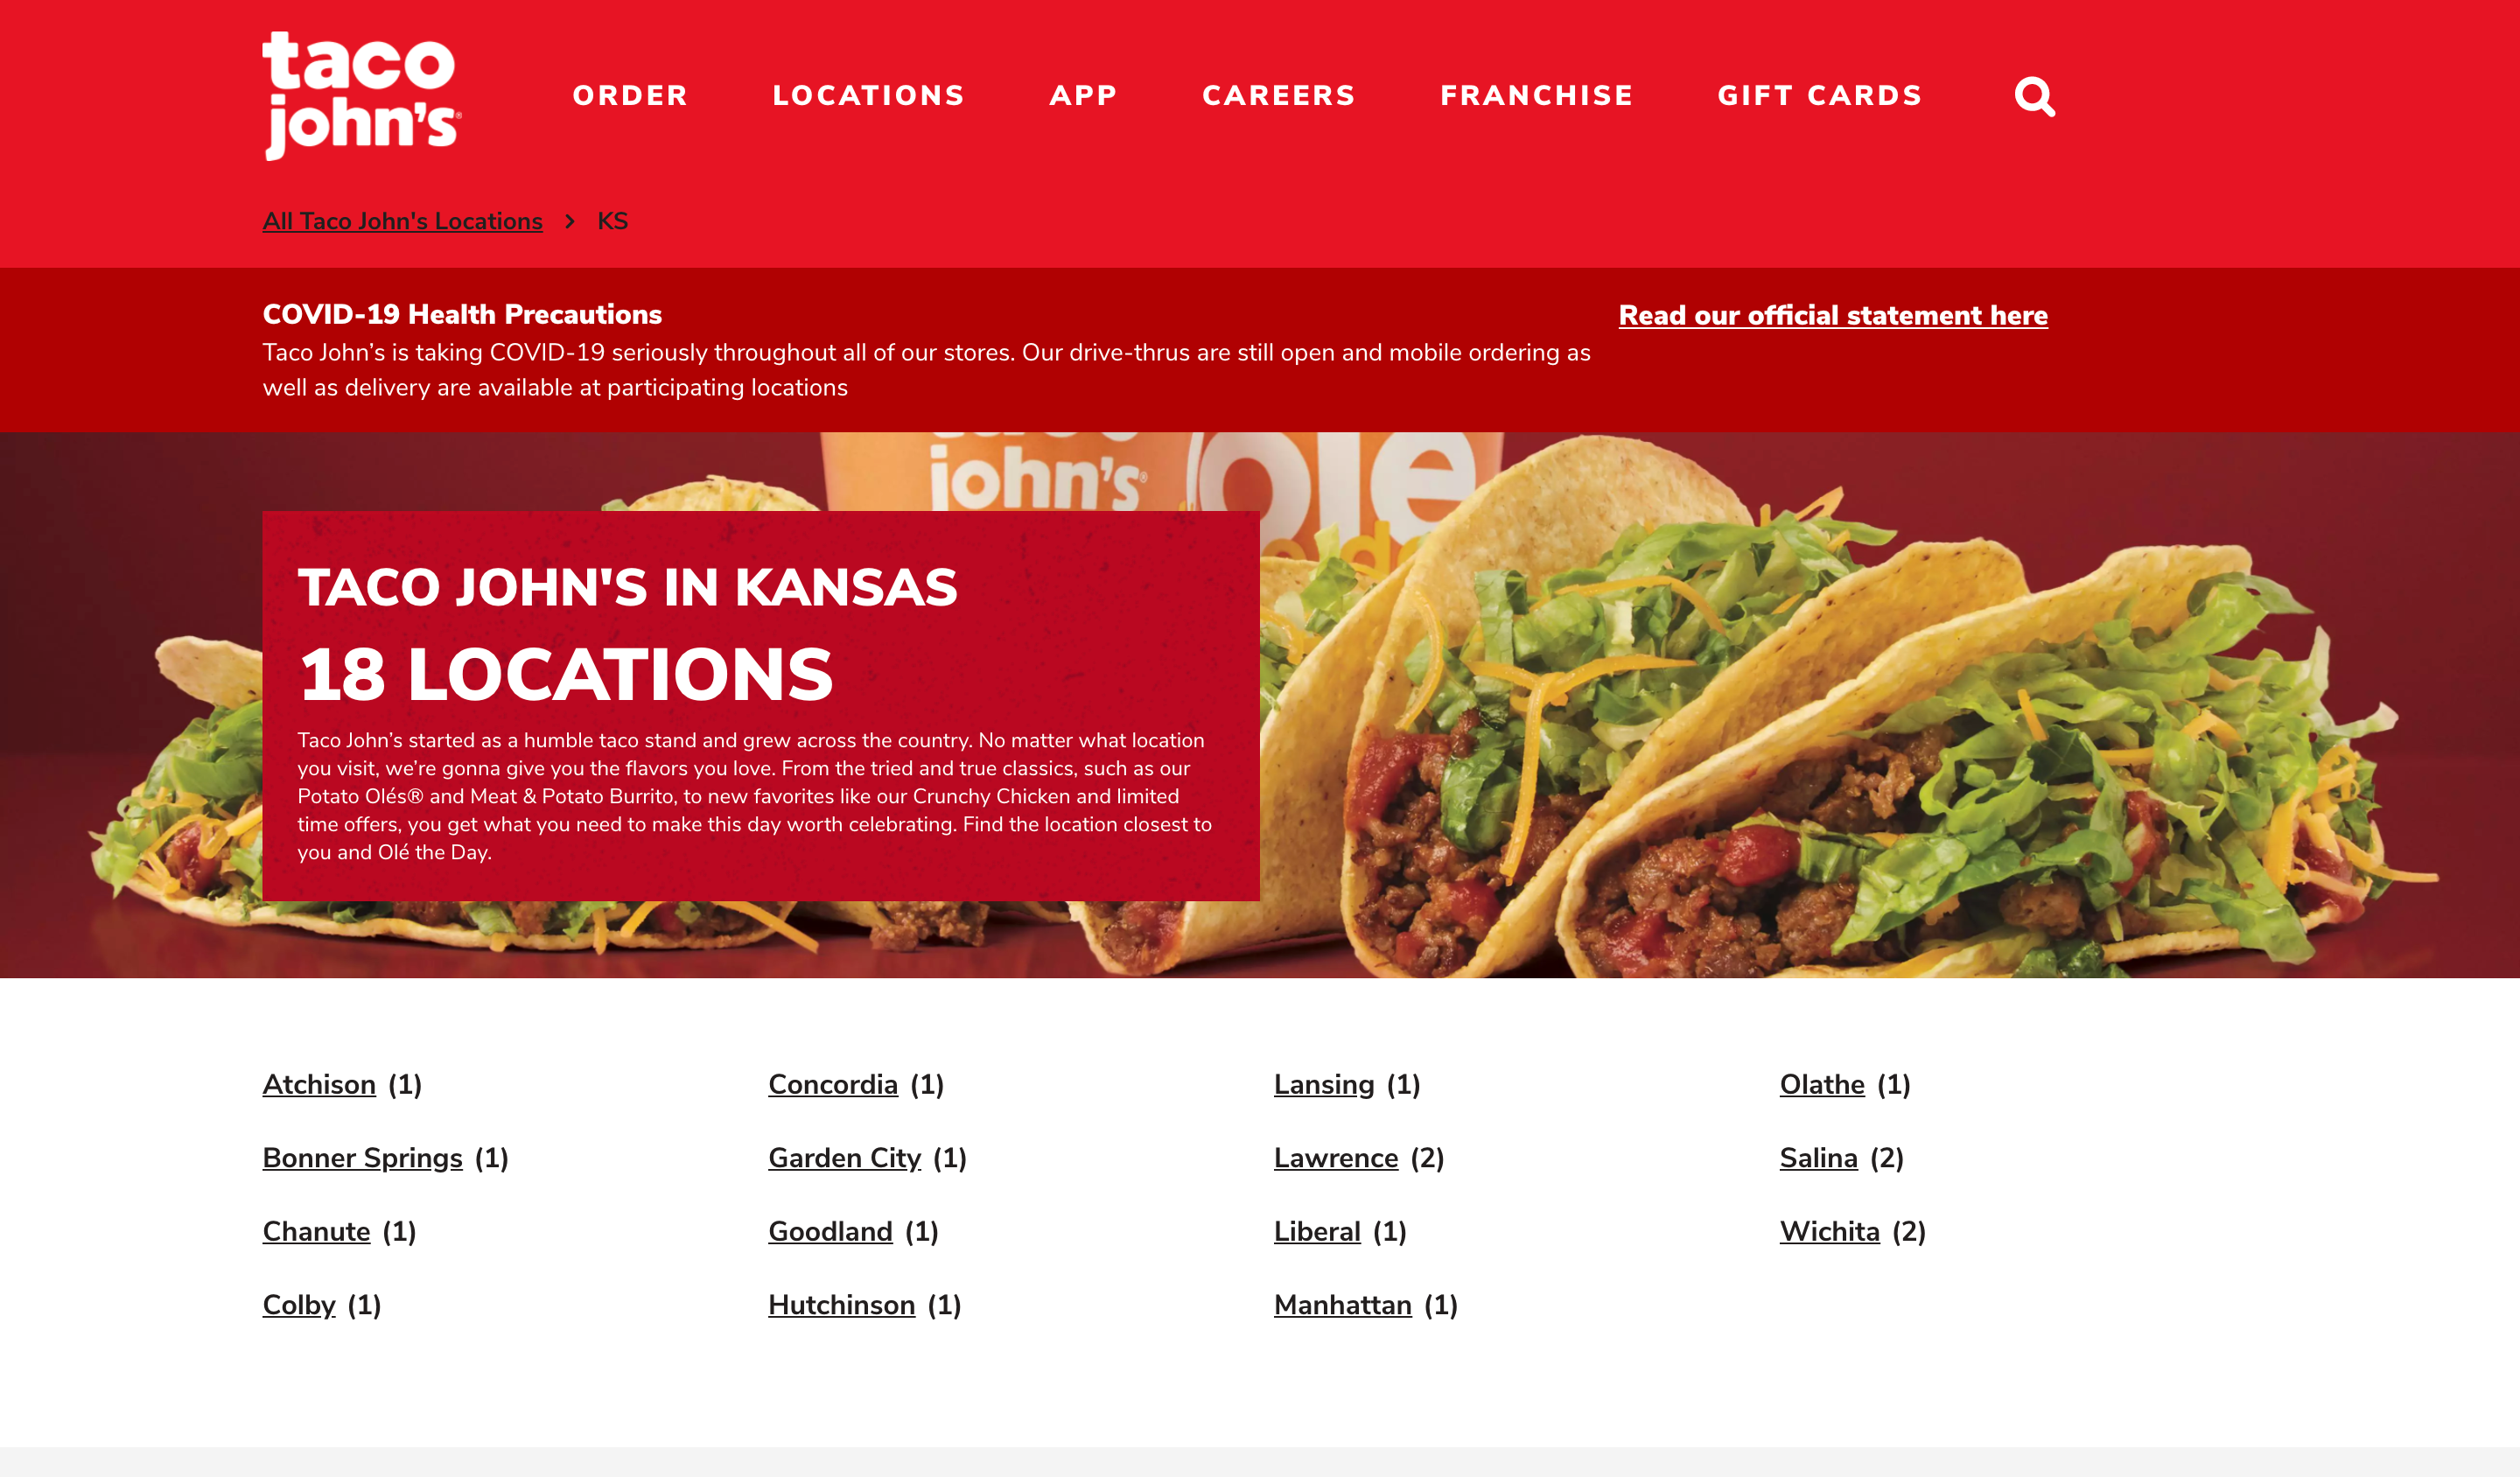 taco
john's®
ORDER LOCATIONS APP CAREERS FRANCHISE GIFT CARDS
All Taco John's Locations > KS
COVID-19 Health Precautions
Read our official statement here
Taco John’s is taking COVID-19 seriously throughout all of our stores. Our drive-thrus are still open and mobile ordering as
well as delivery are available at participating locations
john's®
olé
TACO JOHN'S IN KANSAS
18 LOCATIONS
Taco John’s started as a humble taco stand and grew across the country. No matter what location
you visit, we’re gonna give you the flavors you love. From the tried and true classics, such as our
Potato Olés® and Meat & Potato Burrito, to new favorites like our Crunchy Chicken and limited
time offers, you get what you need to make this day worth celebrating. Find the location closest to
you and Olé the Day.
Atchison (1)
Bonner Springs (1)
Chanute (1)
Colby (1)
Concordia (1)
Garden City (1)
Goodland (1)
Hutchinson (1)
Lansing (1)
Lawrence (2)
Liberal (1)
Manhattan (1)
Olathe (1)
Salina (2)
Wichita (2)